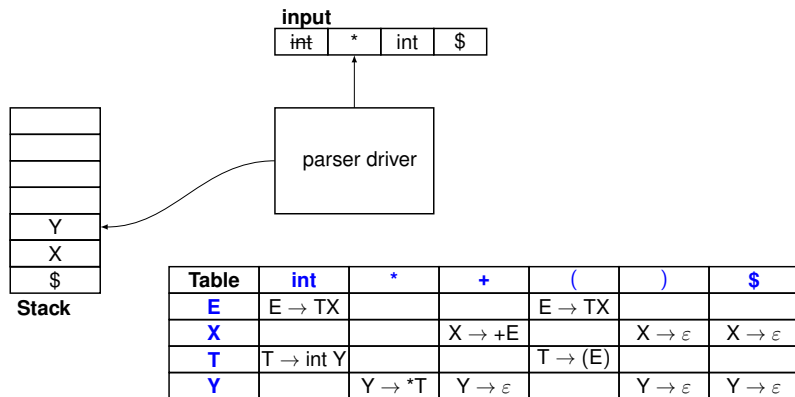 input
int * int $
parser driver
Y
X
$
Stack
Table int * + ( ) $
E E → TX E → TX
X X → +E X → ε X → ε
T T → int Y T → (E)
Y Y → *T Y → ε Y → ε Y → ε